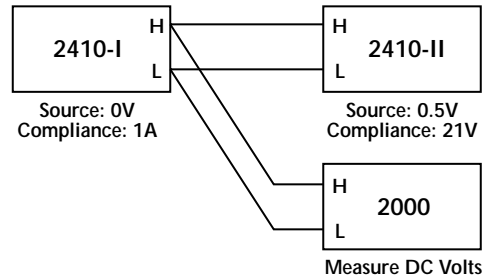 2410-I
H
L
Source: 0V
Compliance: 1A
H
2410-II
L
Source: 0.5V
Compliance: 21V
H
2000
L
Measure DC Volts